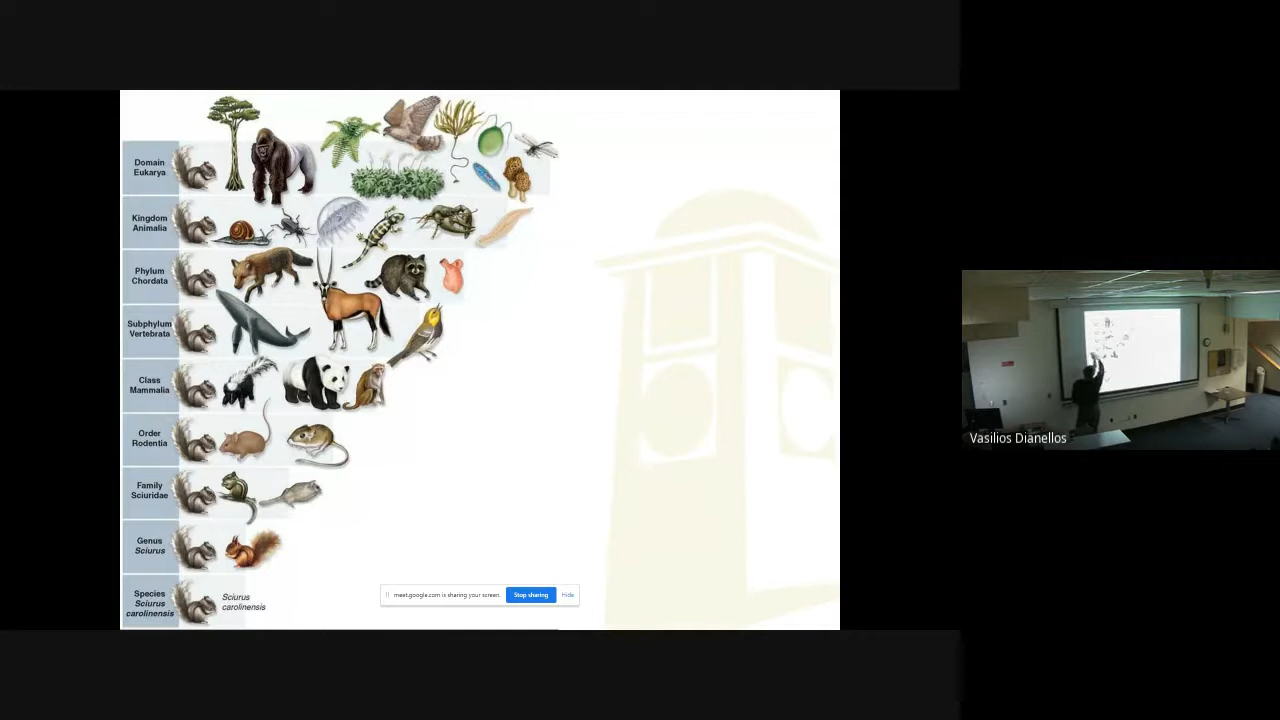 Domain
Eukarya
Kingdom
Animalia
Phylum
Chordata
Subphylum
Vertebrata
Class
Mammalia
Order
Rodentia
Family
Sciuridae
Genus
Sciurus
Species
Sciurus
carolinensis
Sciurus
carolinensis
meet.google.com is sharing your screen.
Stop sharing
Hide
Vasilios Dianellos